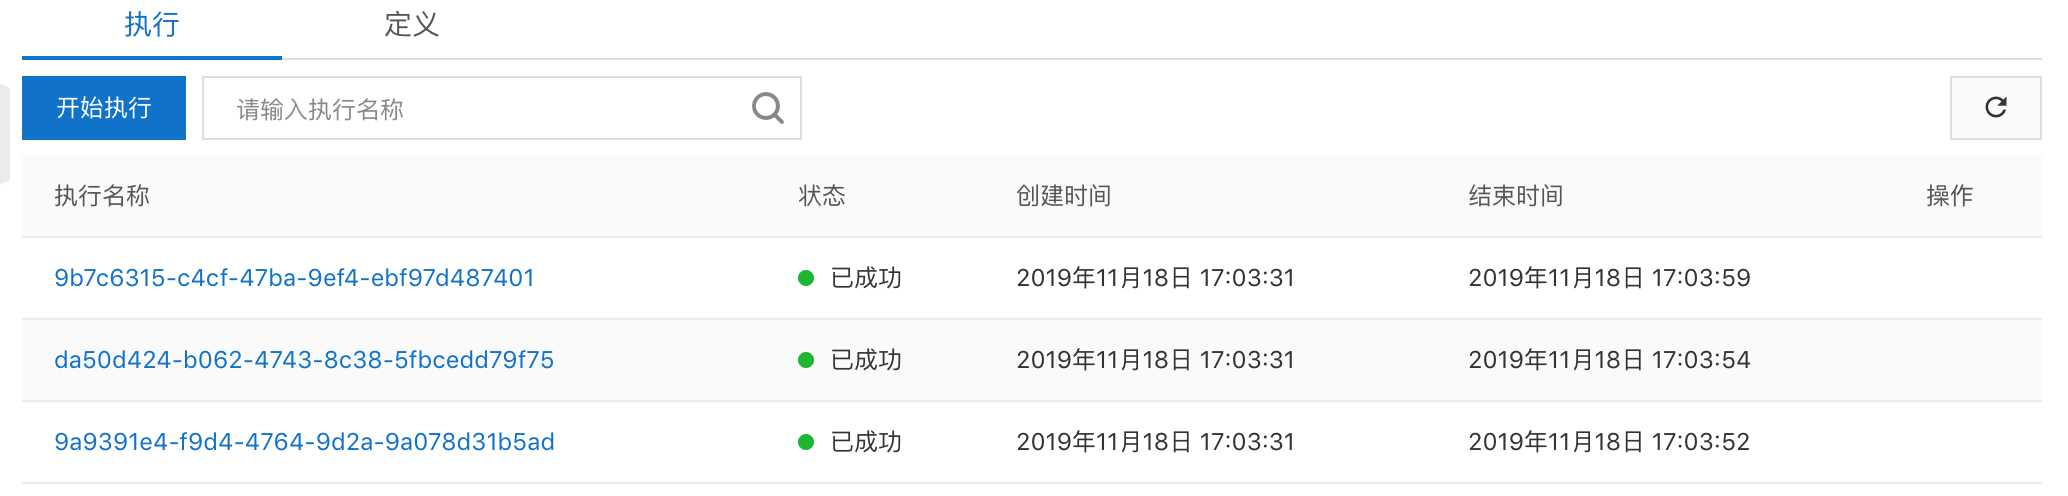 执行 定义
开始执行 请输入执行名称
执行名称 状态 创建时间 结束时间 操作
9b7c6315-c4cf-47ba-9ef4-ebf97d487401 已成功 2019年11月18日 17:03:31 2019年11月18日 17:03:59
da50d424-b062-4743-8c38-5fbcedd79f75 已成功 2019年11月18日 17:03:31 2019年11月18日 17:03:54
9a9391e4-f9d4-4764-9d2a-9a078d31b5ad 已成功 2019年11月18日 17:03:31 2019年11月18日 17:03:52